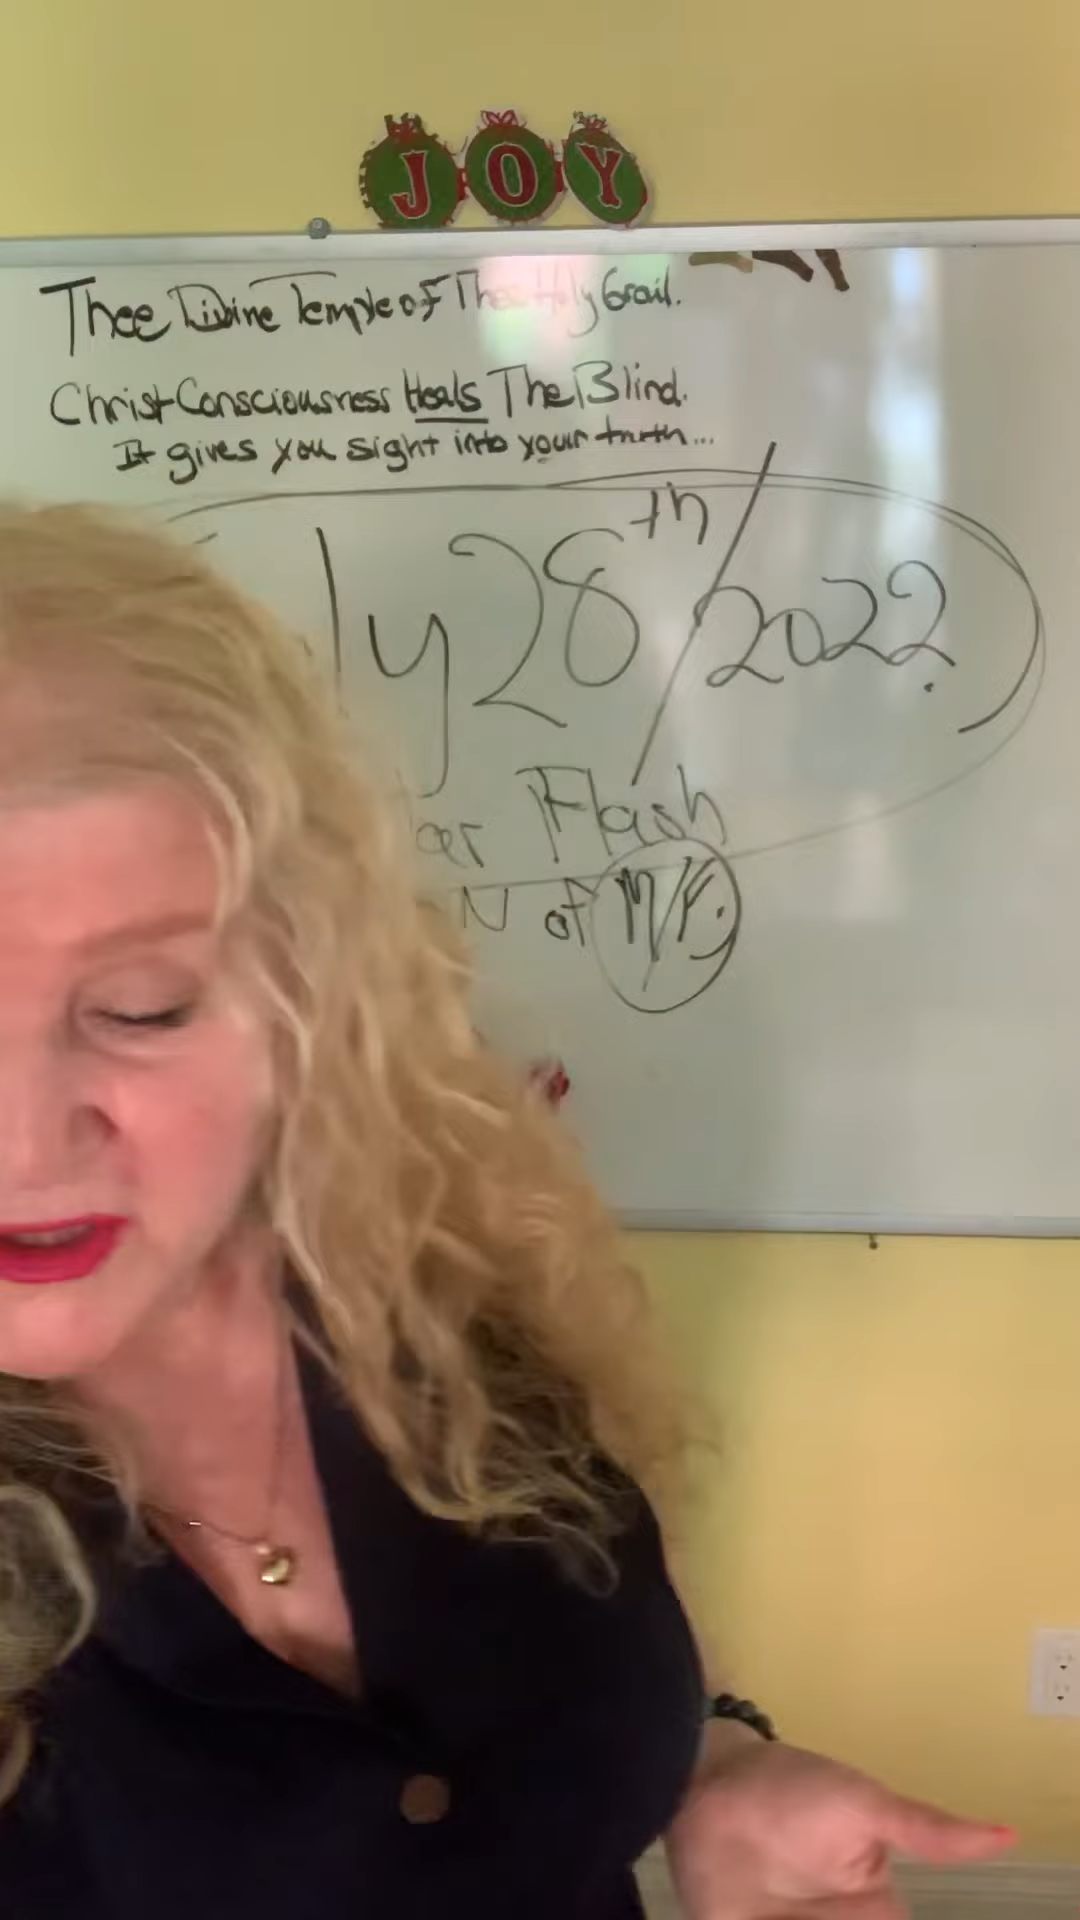 JOY
Thee Divine Temple of Thee Holy Grail.
Christ Consciousness Heals The Blind.
It gives you sight into your truth...
ly 28th/2022.
Flash
N of M/F.